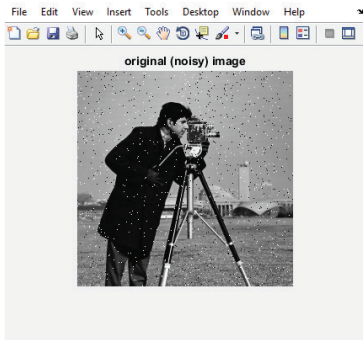 File Edit View Insert Tools Desktop Window Help
original (noisy) image